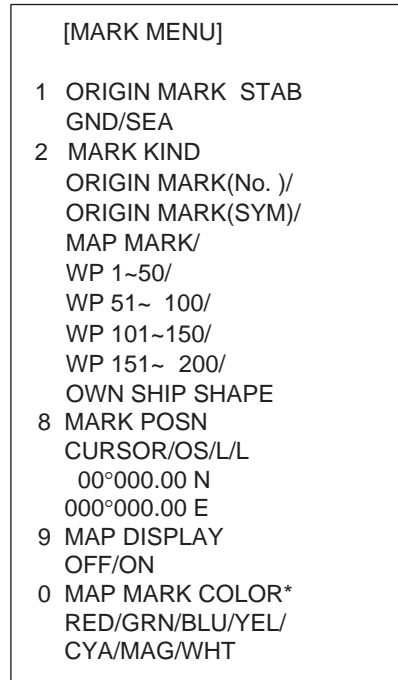 [MARK MENU]
1 ORIGIN MARK STAB
GND/SEA
2 MARK KIND
ORIGIN MARK(No. )/
ORIGIN MARK(SYM)/
MAP MARK/
WP 1~50/
WP 51~ 100/
WP 101~150/
WP 151~ 200/
OWN SHIP SHAPE
8 MARK POSN
CURSOR/OS/L/L
00°000.00 N
000°000.00 E
9 MAP DISPLAY
OFF/ON
0 MAP MARK COLOR*
RED/GRN/BLU/YEL/
CYA/MAG/WHT